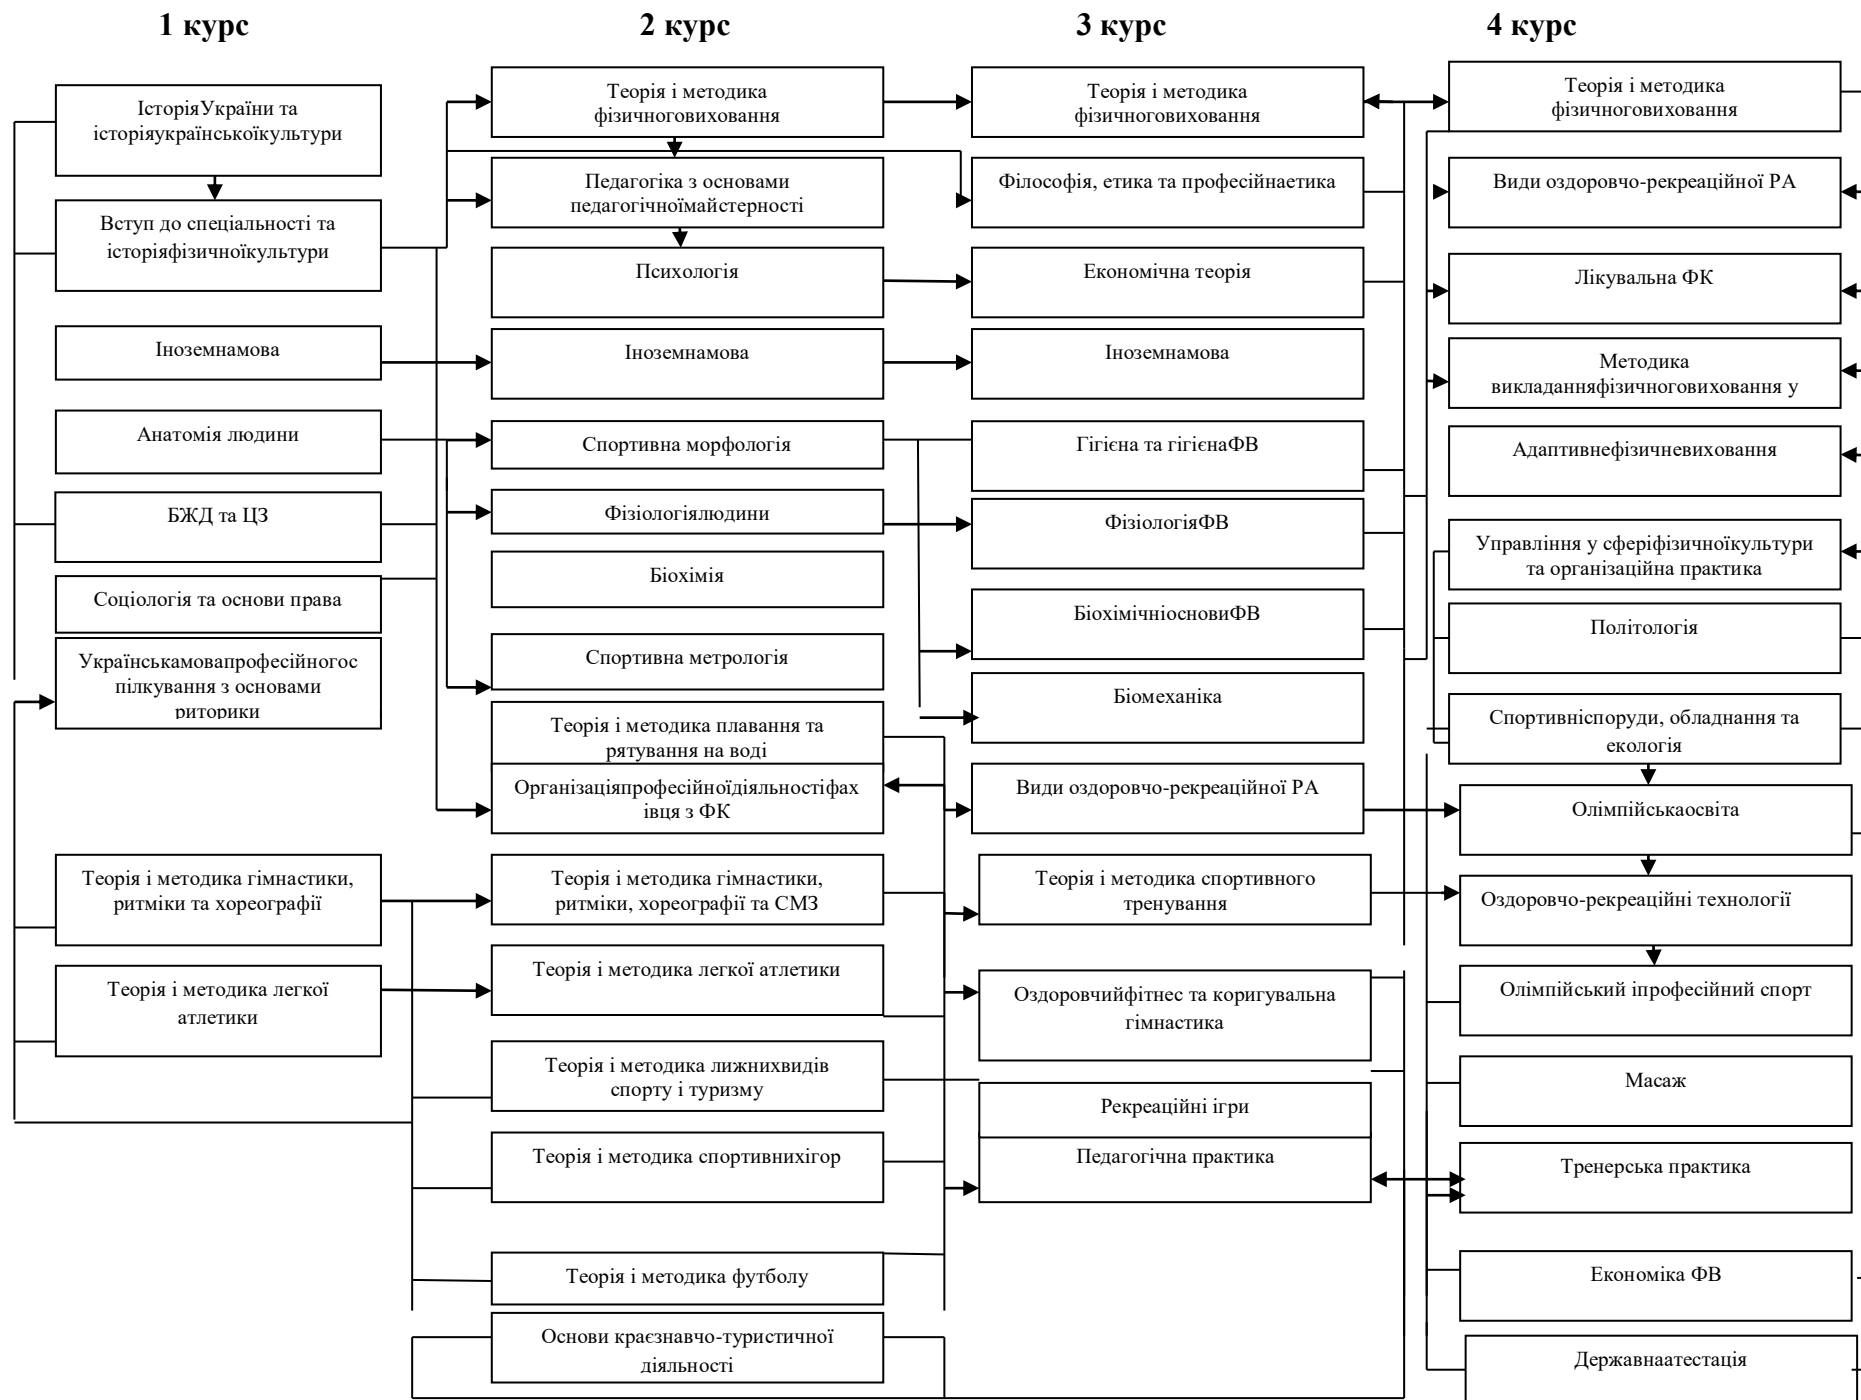 1 курс
2 курс
3 курс
4 курс
ІсторіяУкраїни та
історіяукраїнськоїкультури
Вступ до спеціальності та
історіяфізичноїкультури
Іноземнамова
Анатомія людини
БЖД та ЦЗ
Соціологія та основи права
Українськамовапрофесійногос
пілкування з основами
риторики
Теорія і методика гімнастики,
ритміки та хореографії
Теорія і методика легкої
атлетики
Теорія і методика
фізичноговиховання
Педагогіка з основами
педагогічноїмайстерності
Психологія
Іноземнамова
Спортивна морфологія
Фізіологіялюдини
Біохімія
Спортивна метрологія
Теорія і методика плавання та
рятування на воді
Організаціяпрофесійноїдіяльностіфах
івця з ФК
Теорія і методика гімнастики,
ритміки, хореографії та СМЗ
Теорія і методика легкої атлетики
Теорія і методика лижнихвидів
спорту і туризму
Теорія і методика спортивнихігор
Теорія і методика футболу
Основи краєзнавчо-туристичної
діяльності
Теорія і методика
фізичноговиховання
Філософія, етика та професійнаетика
Економічна теорія
Іноземнамова
Гігієна та гігієнаФВ
ФізіологіяФВ
БіохімічніосновиФВ
Біомеханіка
Види оздоровчо-рекреаційної РА
Теорія і методика спортивного
тренування
Оздоровчийфітнес та коригувальна
гімнастика
Рекреаційні ігри
Педагогічна практика
Теорія і методика
фізичноговиховання
Види оздоровчо-рекреаційної РА
Лікувальна ФК
Методика
викладанняфізичноговиховання у
Адаптивнефізичневиховання
Управління у сферіфізичноїкультури
та організаційна практика
Політологія
Спортивніспоруди, обладнання та
екологія
Олімпійськаосвіта
Оздоровчо-рекреаційні технології
Олімпійський іпрофесійний спорт
Масаж
Тренерська практика
Економіка ФВ
Державнаатестація